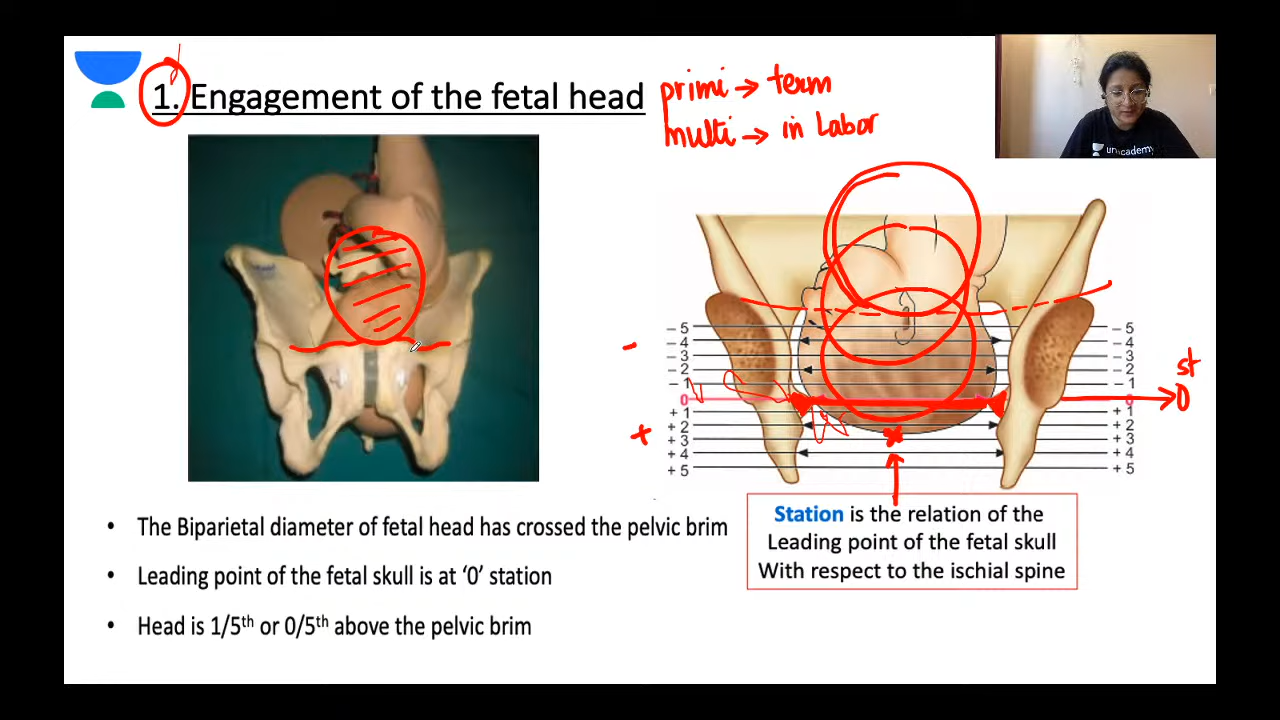 1. Engagement of the fetal head
primi → term
multi → in Labor
unacademy
- 5 - 5
- 4 - 4
- 3 - 3
- 2 - 2
- 1 - 1
0 0
+ 1 + 1
+ 2 + 2
+ 3 + 3
+ 4 + 4
+ 5 + 5
-
+
st
0
• The Biparietal diameter of fetal head has crossed the pelvic brim
• Leading point of the fetal skull is at ‘0’ station
• Head is 1/5th or 0/5th above the pelvic brim
Station is the relation of the
Leading point of the fetal skull
With respect to the ischial spine